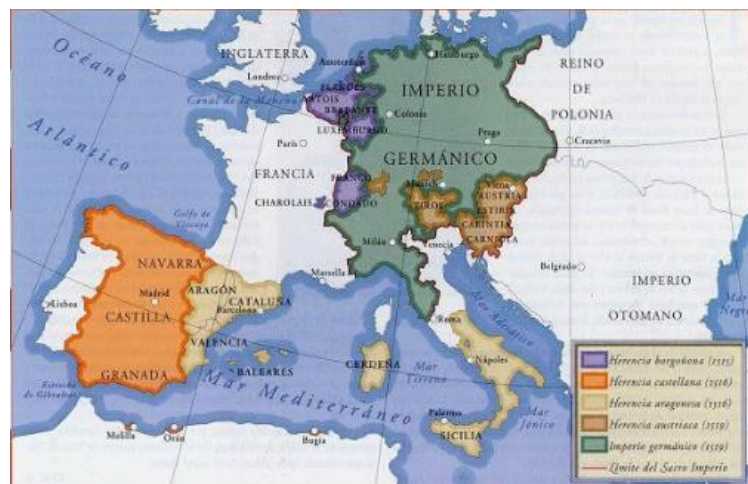 Océano
Atlántico
INGLATERRA
Londres
Canal de la Mancha
Amsterdam
FLANDES
ARTOIS
BRABANTE
LUXEMBURGO
Hamburgo
IMPERIO
GERMÁNICO
Colonia
Praga
REINO
DE
POLONIA
Cracovia
París
FRANCIA
CHAROLAIS
FRANCO
CONDADO
Munich
TIROL
Viena
AUSTRIA
ESTIRIA
CARINTIA
CARNIOLA
Milán
Venecia
Golfo de
Vizcaya
Marsella
NAVARRA
ARAGÓN
CATALUÑA
Barcelona
Madrid
CASTILLA
Lisboa
VALENCIA
GRANADA
BALEARES
Estrecho
de Gibraltar
Mar Mediterráneo
CERDEÑA
Roma
Nápoles
Mar Adriático
Mar
Tirreno
Mar
Jónico
Palermo
SICILIA
Belgrado
IMPERIO
OTOMANO
Mar
Melilla
Orán
Bugía
Herencia borgoñona (1515)
Herencia castellana (1516)
Herencia aragonesa (1516)
Herencia austriaca (1519)
Imperio germánico (1519)
Límite del Sacro Imperio